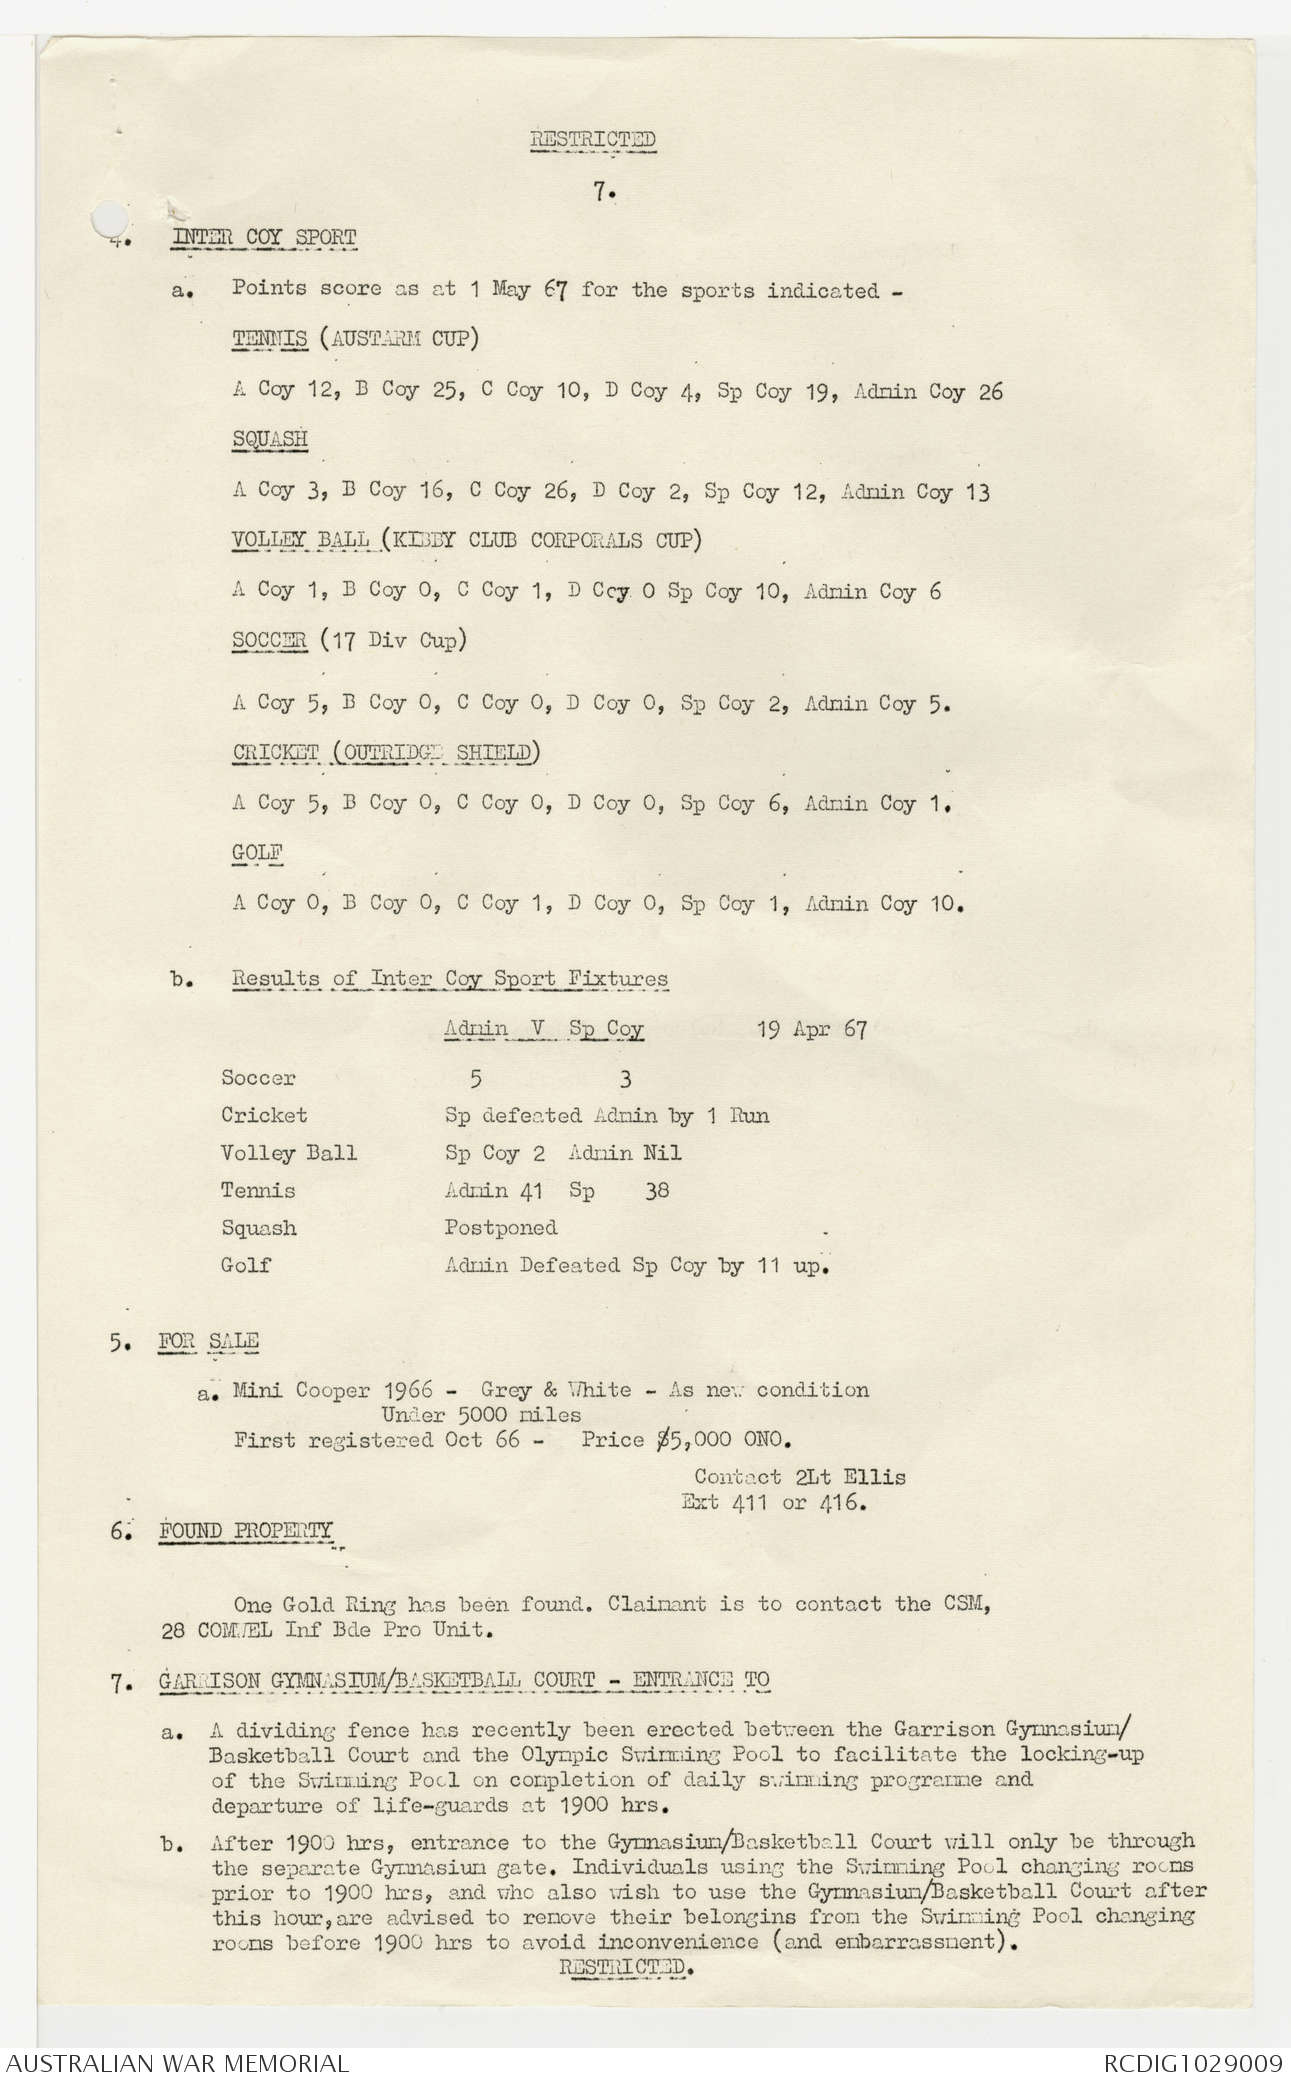 RESTRICTED
7.
4. INTER COY SPORT
a. Points score as at 1 May 67 for the sports indicated -
TENNIS (AUSTARM CUP)
A Coy 12, B Coy 25, C Coy 10, D Coy 4, Sp Coy 19, Admin Coy 26
SQUASH
A Coy 3, B Coy 16, C Coy 26, D Coy 2, Sp Coy 12, Admin Coy 13
VOLLEY BALL (KIBBY CLUB CORPORALS CUP)
A Coy 1, B Coy 0, C Coy 1, D Coy 0 Sp Coy 10, Admin Coy 6
SOCCER (17 Div Cup)
A Coy 5, B Coy 0, C Coy 0, D Coy 0, Sp Coy 2, Admin Coy 5.
CRICKET (OUTRIDGE SHIELD)
A Coy 5, B Coy 0, C Coy 0, D Coy 0, Sp Coy 6, Admin Coy 1.
GOLF
A Coy 0, B Coy 0, C Coy 1, D Coy 0, Sp Coy 1, Admin Coy 10.
b. Results of Inter Coy Sport Fixtures
Admin V Sp Coy 19 Apr 67
Soccer 5 3
Cricket Sp defeated Admin by 1 Run
Volley Ball Sp Coy 2 Admin Nil
Tennis Admin 41 Sp 38
Squash Postponed
Golf Admin Defeated Sp Coy by 11 up.
5. FOR SALE
a. Mini Cooper 1966 - Grey & White - As new condition
Under 5000 miles
First registered Oct 66 - Price $5,000 ONO.
Contact 2Lt Ellis
Ext 411 or 416.
6. FOUND PROPERTY
One Gold Ring has been found. Claimant is to contact the CSM,
28 COMWEL Inf Bde Pro Unit.
7. GARRISON GYMNASIUM/BASKETBALL COURT - ENTRANCE TO
a. A dividing fence has recently been erected between the Garrison Gymnasium/
Basketball Court and the Olympic Swimming Pool to facilitate the locking-up
of the Swimming Pool on completion of daily swimming programme and
departure of life-guards at 1900 hrs.
b. After 1900 hrs, entrance to the Gymnasium/Basketball Court will only be through
the separate Gymnasium gate. Individuals using the Swimming Pool changing rooms
prior to 1900 hrs, and who also wish to use the Gymnasium/Basketball Court after
this hour,are advised to remove their belongins from the Swimming Pool changing
rooms before 1900 hrs to avoid inconvenience (and embarrassment).
RESTRICTED.
AUSTRALIAN WAR MEMORIAL RCDIG1029009